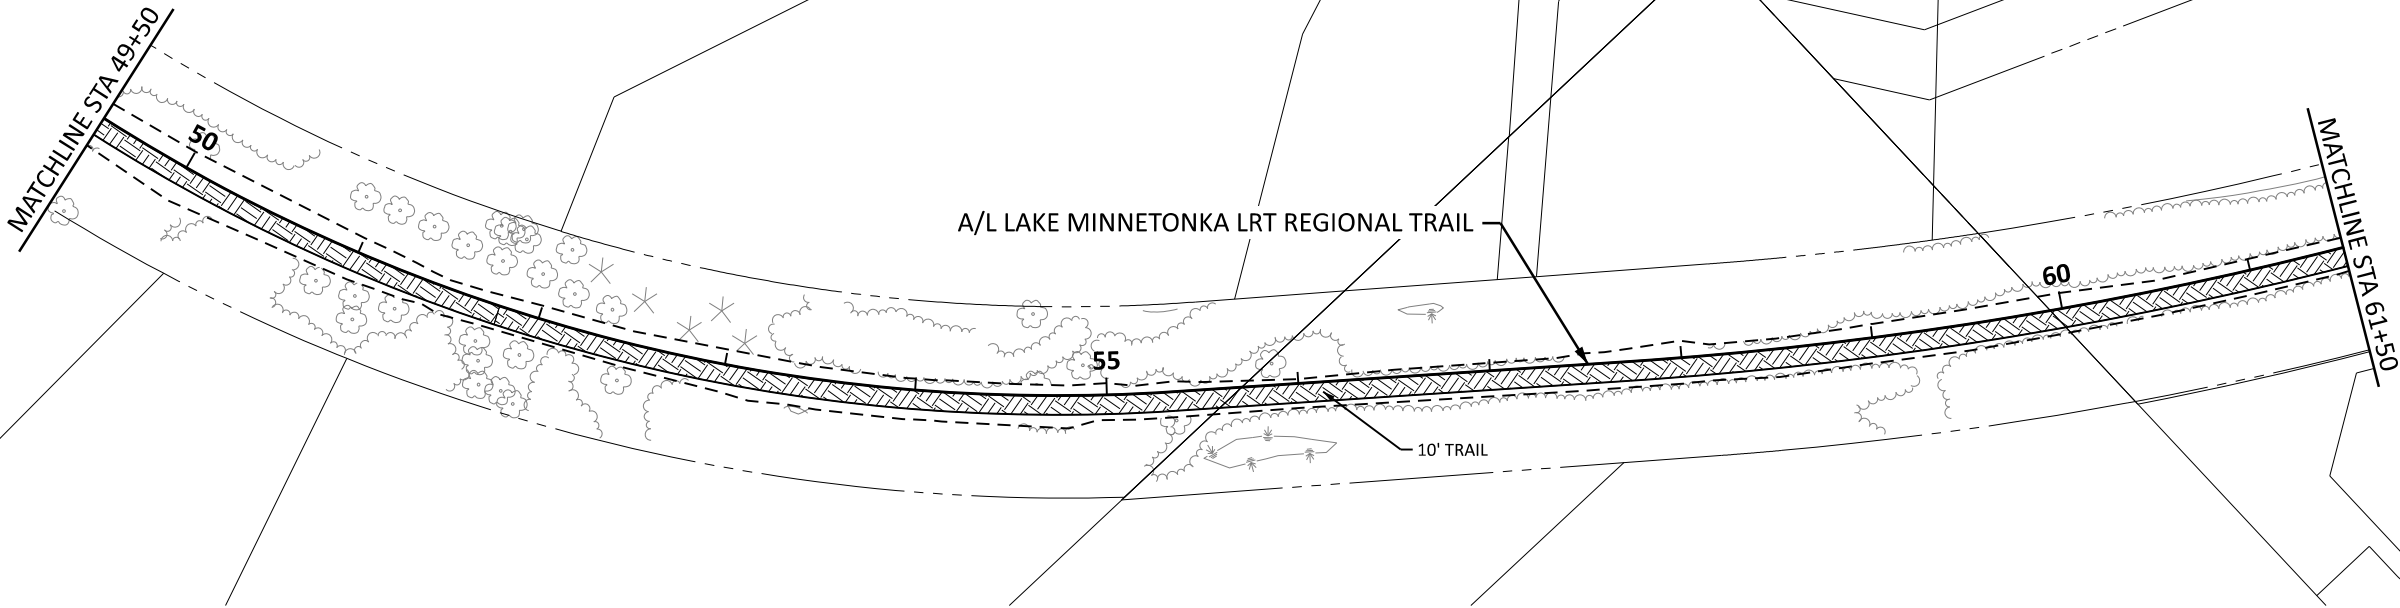 MATCHLINE STA 49+50
50
A/L LAKE MINNETONKA LRT REGIONAL TRAIL
55
10' TRAIL
60
MATCHLINE STA 61+50